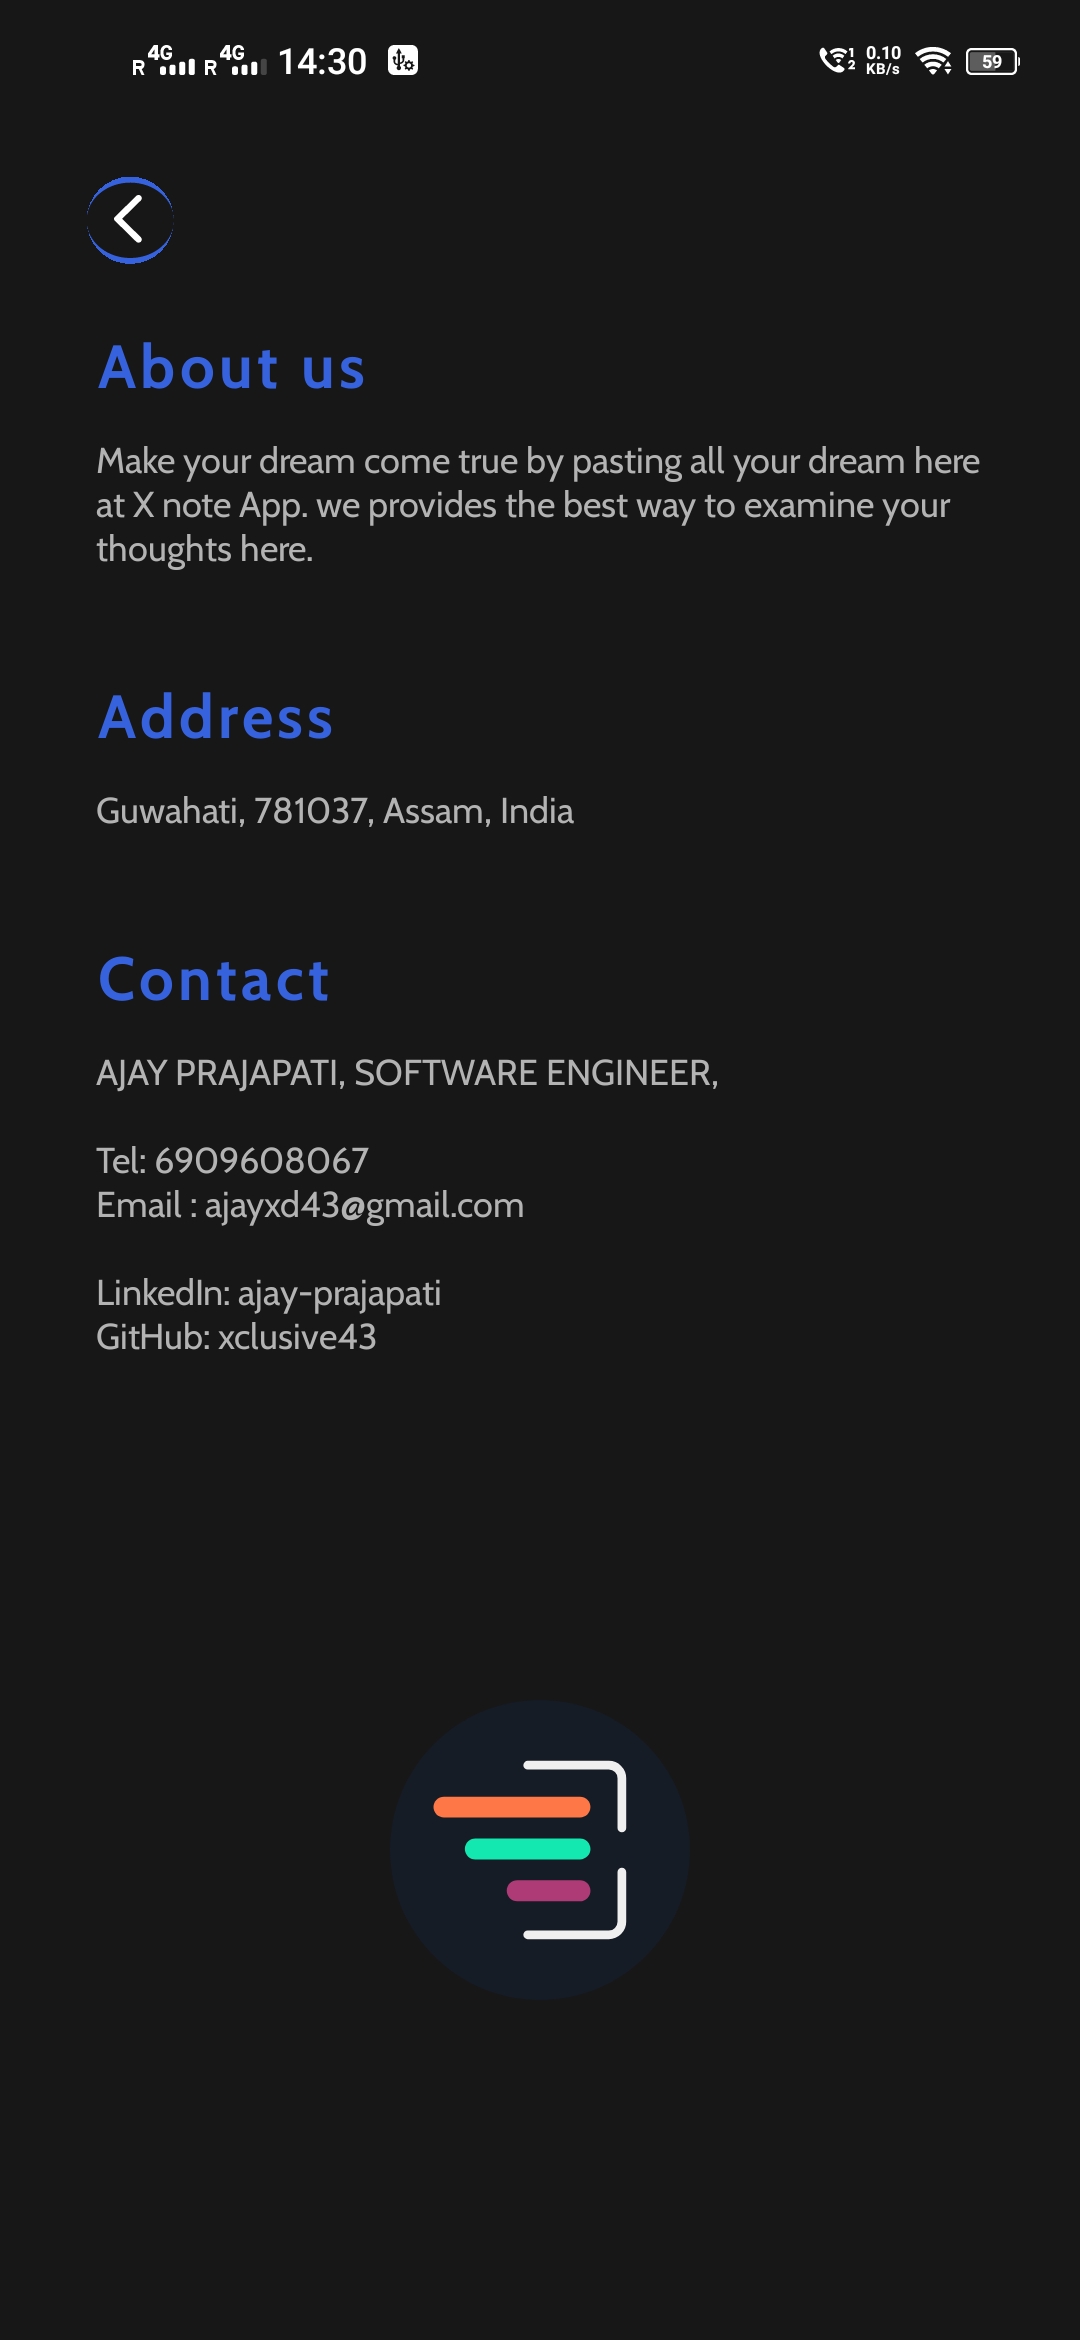 R 4G R 4G 14:30 1 2 0.10 KB/s 59
About us
Make your dream come true by pasting all your dream here
at X note App. we provides the best way to examine your
thoughts here.
Address
Guwahati, 781037, Assam, India
Contact
AJAY PRAJAPATI, SOFTWARE ENGINEER,
Tel: 6909608067
Email : ajayxd43@gmail.com
LinkedIn: ajay-prajapati
GitHub: xclusive43